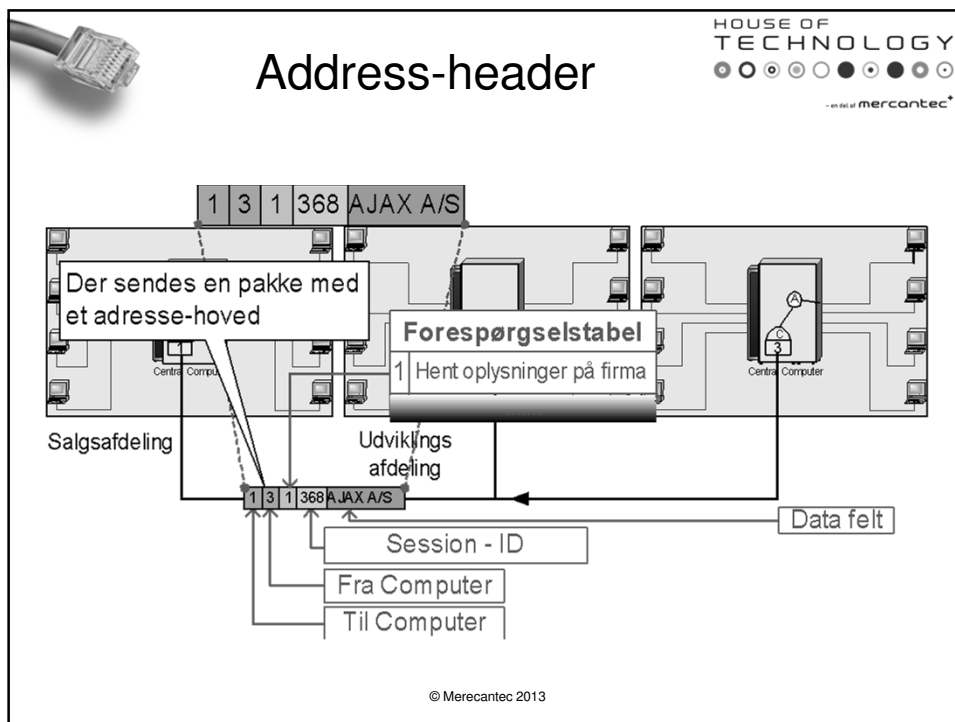 HOUSE OF
TECHNOLOGY
- en del af mercantec+
Address-header
1 3 1 368 AJAX A/S
Der sendes en pakke med
et adresse-hoved
Forespørgselstabel
1 Hent oplysninger på firma
1
Central Computer
A
C
3
Central Computer
Salgsafdeling
Udviklings
afdeling
1 3 1 368 AJAX A/S
Data felt
Session - ID
Fra Computer
Til Computer
© Merecantec 2013